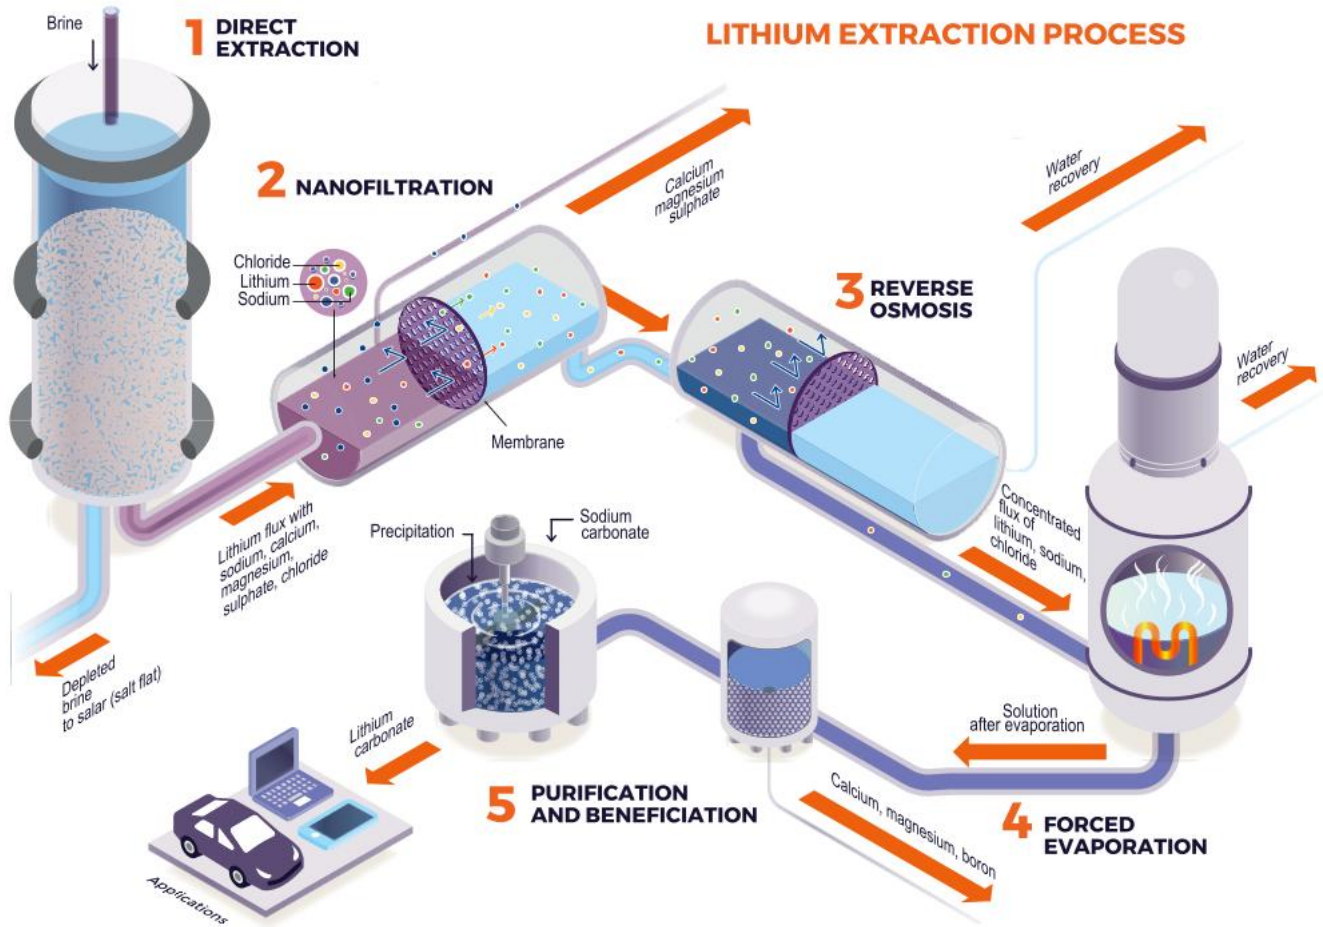 LITHIUM EXTRACTION PROCESS
Brine
1 DIRECT
EXTRACTION
2 NANOFILTRATION
Chloride
Lithium
Sodium
Calcium
magnesium
sulphate
Membrane
Lithium flux with
sodium, calcium,
magnesium,
sulphate, chloride
Depleted
brine
to salar (salt flat)
3 REVERSE
OSMOSIS
Water
recovery
Water
recovery
Concentrated
flux of
lithium, sodium,
chloride
4 FORCED
EVAPORATION
Solution
after evaporation
Calcium, magnesium, boron
5 PURIFICATION
AND BENEFICIATION
Precipitation
Sodium
carbonate
Lithium
carbonate
Applications